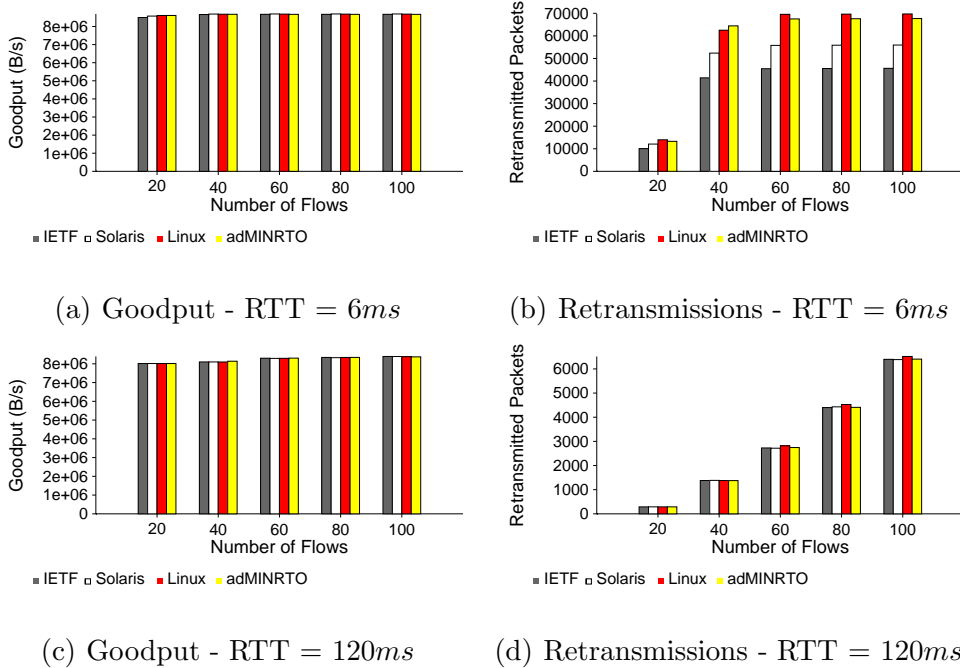 Goodput (B/s)
8e+06
7e+06
6e+06
5e+06
4e+06
3e+06
2e+06
1e+06
0
20 40 60 80 100
Number of Flows
IETF Solaris Linux adMINRTO
(a) Goodput - RTT = 6ms
Retransmitted Packets
70000
60000
50000
40000
30000
20000
10000
0
20 40 60 80 100
Number of Flows
IETF Solaris Linux adMINRTO
(b) Retransmissions - RTT = 6ms
Goodput (B/s)
8e+06
7e+06
6e+06
5e+06
4e+06
3e+06
2e+06
1e+06
0
20 40 60 80 100
Number of Flows
IETF Solaris Linux adMINRTO
(c) Goodput - RTT = 120ms
Retransmitted Packets
6000
5000
4000
3000
2000
1000
0
20 40 60 80 100
Number of Flows
IETF Solaris Linux adMINRTO
(d) Retransmissions - RTT = 120ms